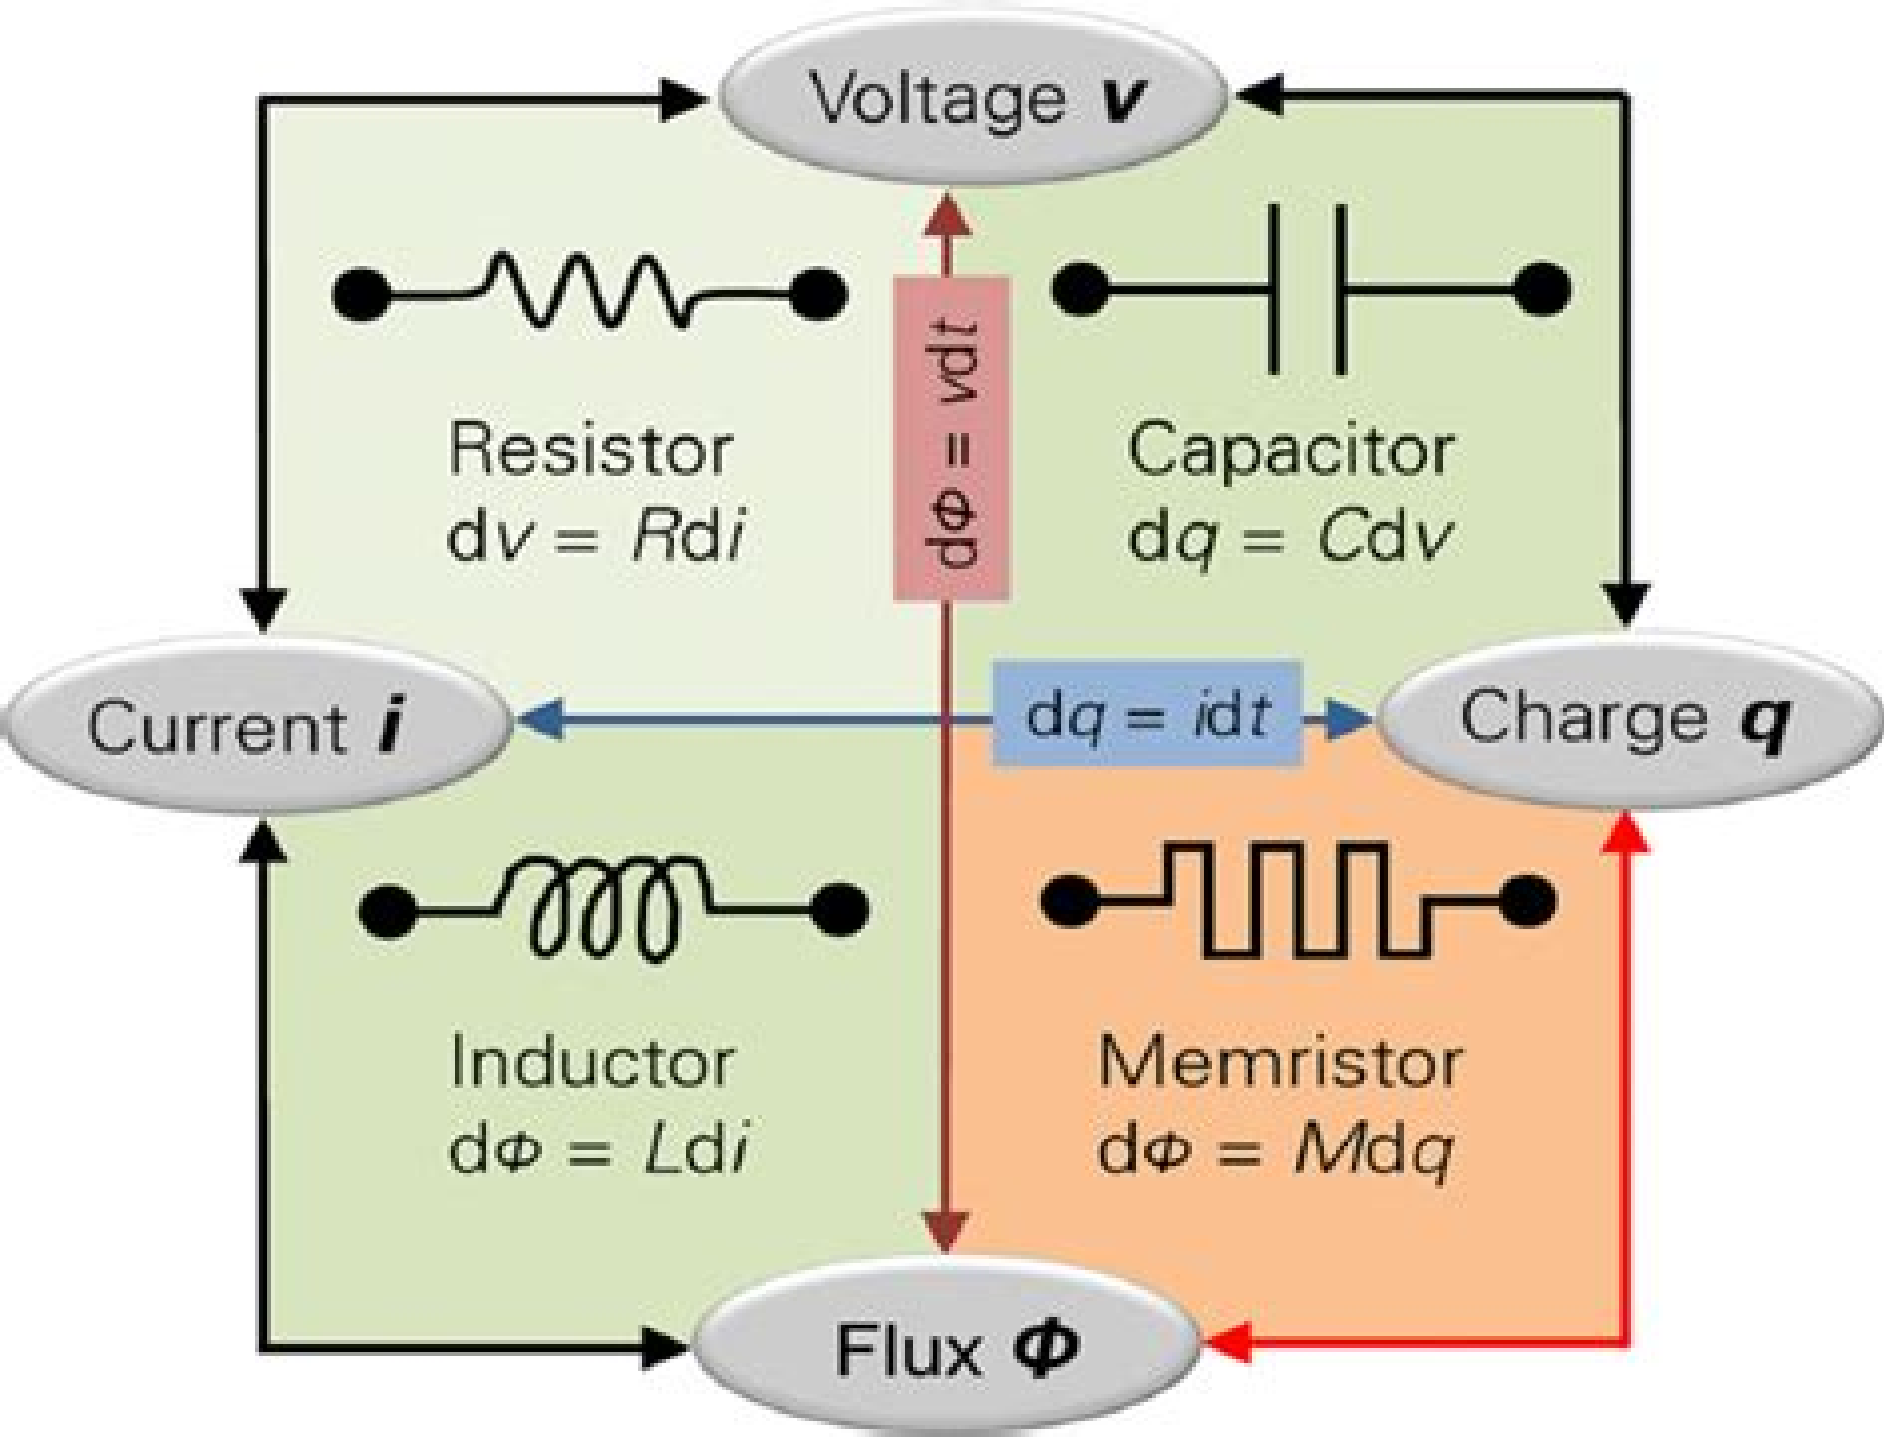 Voltage v
Resistor
dv = Rdi
dΦ = vdt
Capacitor
dq = Cdv
Current i
dq = idt
Charge q
Inductor
dΦ = Ldi
Memristor
dΦ = Mdq
Flux Φ